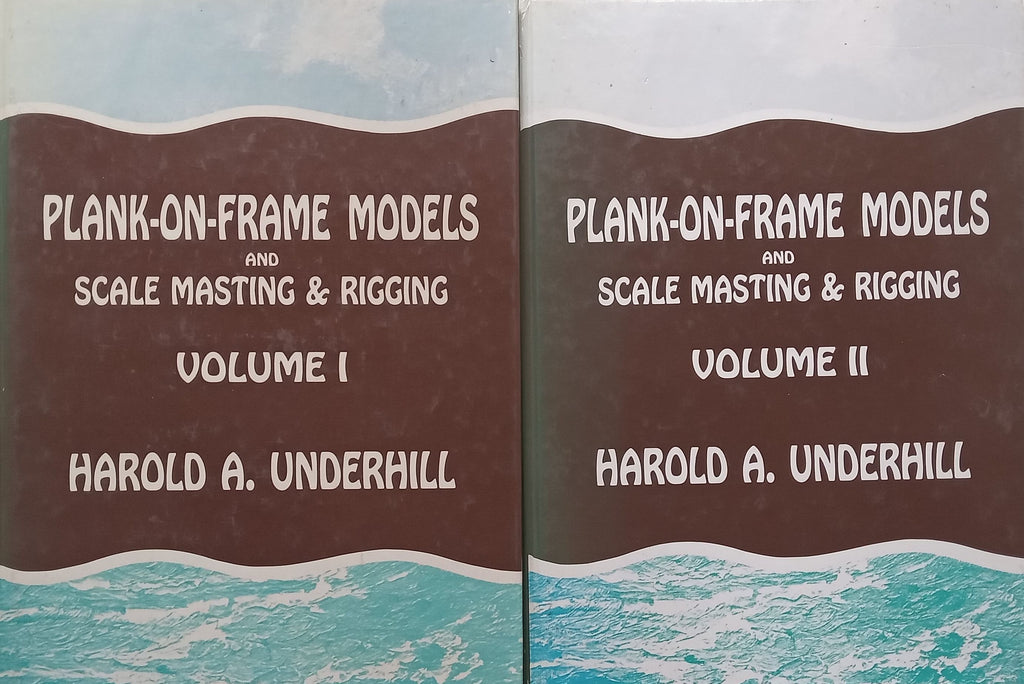 PLANK-ON-FRAME MODELS
AND
SCALE MASTING & RIGGING
VOLUME I
HAROLD A. UNDERHILL
PLANK-ON-FRAME MODELS
AND
SCALE MASTING & RIGGING
VOLUME II
HAROLD A. UNDERHILL